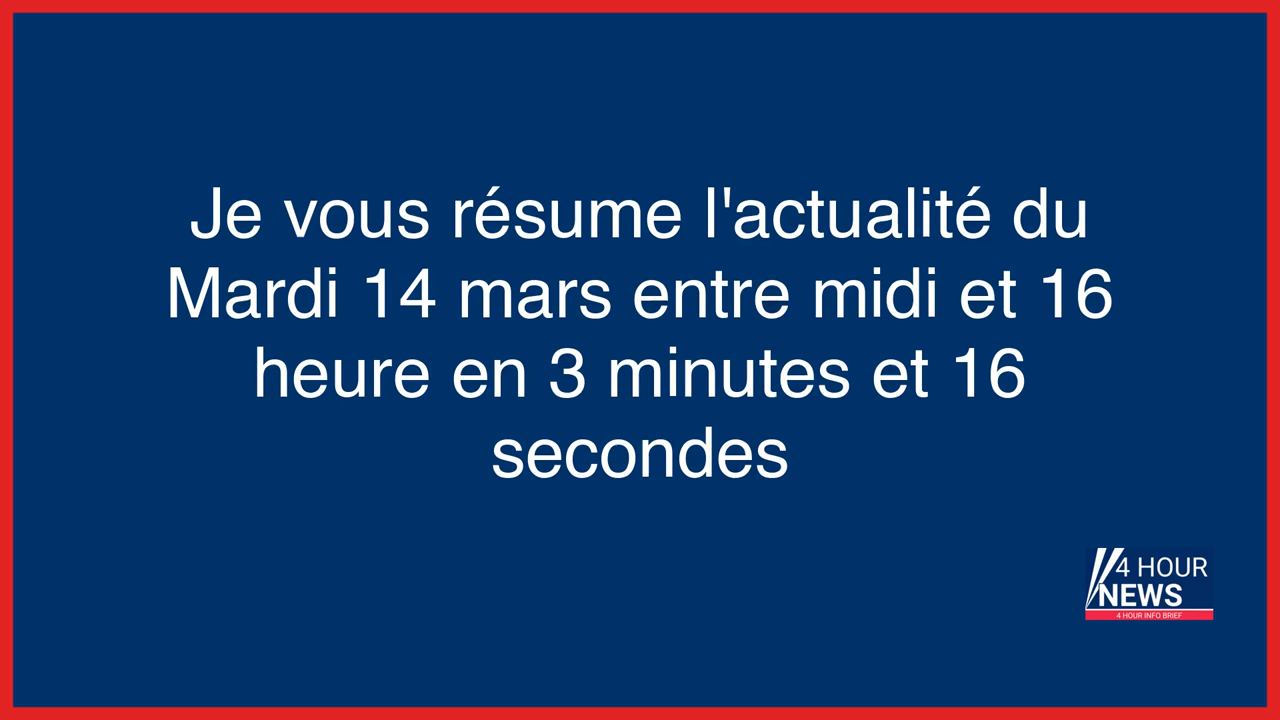 Je vous résume l'actualité du
Mardi 14 mars entre midi et 16
heure en 3 minutes et 16
secondes
4 HOUR
NEWS
4 HOUR INFO BRIEF